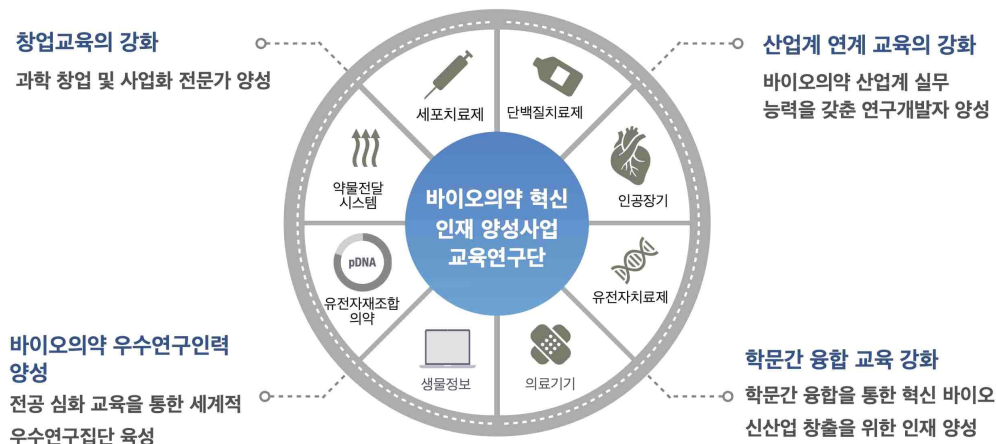 창업교육의 강화
과학 창업 및 사업화 전문가 양성
산업계 연계 교육의 강화
바이오의약 산업계 실무
능력을 갖춘 연구개발자 양성
세포치료제
단백질치료제
약물전달
시스템
인공장기
바이오의약 혁신
인재 양성사업
교육연구단
pDNA
유전자재조합
의약
유전자치료제
생물정보
의료기기
바이오의약 우수연구인력
양성
전공 심화 교육을 통한 세계적
우수연구집단 육성
학문간 융합 교육 강화
학문간 융합을 통한 혁신 바이오
신산업 창출을 위한 인재 양성